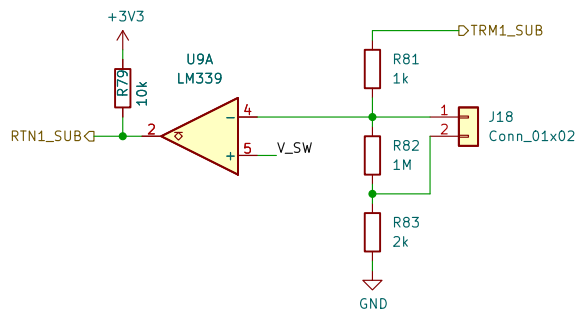 +3V3
TRM1_SUB
U9A
LM339
R79
10k
R81
1k
4
-
1
J18
RTN1_SUB
2
5
+
V_SW
2
Conn_01x02
R82
1M
R83
2k
GND